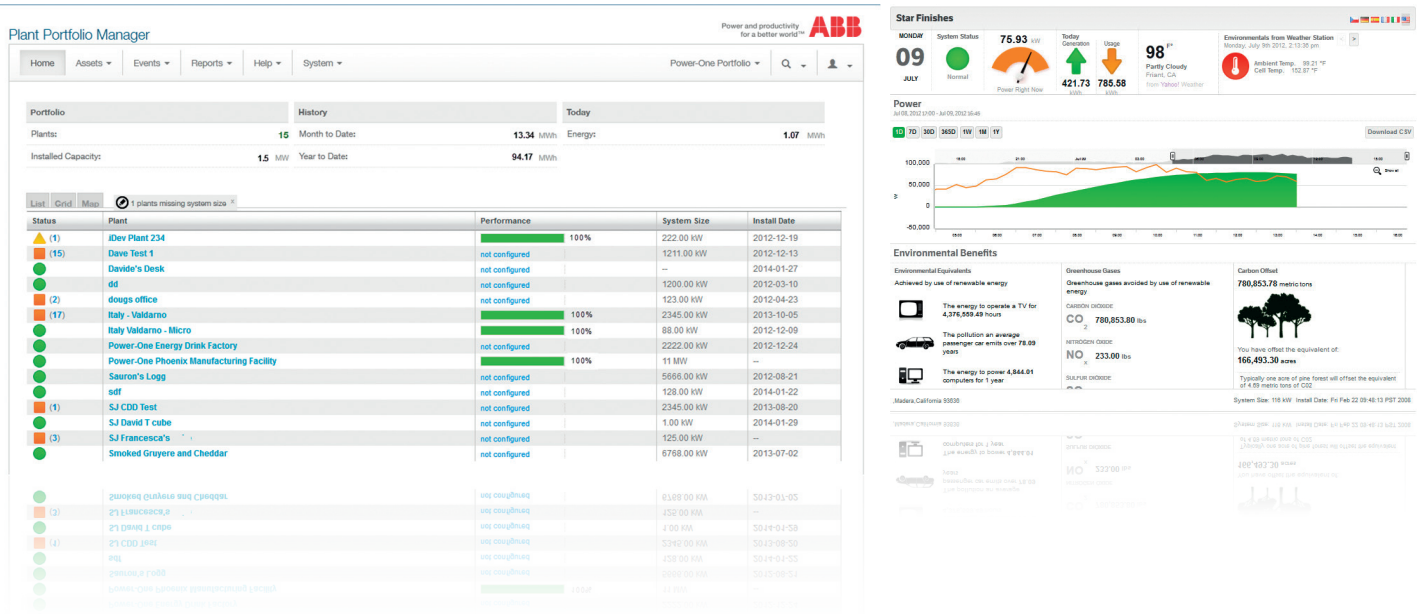 Plant Portfolio Manager
Power and productivity
for a better world™
ABB
Home Assets Events Reports Help System Power-One Portfolio
Portfolio History Today
Plants: 15 Month to Date: 13.34 MWh Energy: 1.07 MWh
Installed Capacity: 1.5 MW Year to Date: 94.17 MWh
List Grid Map 1 plants missing system size ×
Status Plant Performance System Size Install Date
(1) iDev Plant 234 100% 222.00 kW 2012-12-19
(15) Dave Test 1 not configured 1211.00 kW 2012-12-13
Davide's Desk not configured -- 2014-01-27
dd not configured 1200.00 kW 2012-03-10
(2) dougs office not configured 123.00 kW 2012-04-23
(17) Italy - Valdarno 100% 2345.00 kW 2013-10-05
Italy Valdarno - Micro 100% 88.00 kW 2012-12-09
Power-One Energy Drink Factory not configured 2222.00 kW 2012-12-24
Power-One Phoenix Manufacturing Facility 100% 11 MW --
Sauron's Logg not configured 5666.00 kW 2012-08-21
sdf not configured 128.00 kW 2014-01-22
(1) SJ CDD Test not configured 2345.00 kW 2013-08-20
SJ David T cube not configured 1.00 kW 2014-01-29
(3) SJ Francesca's not configured 125.00 kW --
Smoked Gruyere and Cheddar not configured 6768.00 kW 2013-07-02
Star Finishes
MONDAY
09
JULY
System Status
Normal
75.93 kW
Power Right Now
Today
Generation Usage
421.73 785.58
kWh kWh
98 F°
Partly Cloudy
Friant, CA
from Yahoo! Weather
Environmentals from Weather Station
Monday, July 9th 2012, 2:13:36 pm
Ambient Temp. 99.21 °F
Cell Temp. 152.87 °F
Power
1D 7D 30D 365D 1W 1M 1Y Download CSV
100,000
50,000
0
-50,000
W
Show all
Environmental Benefits
Environmental Equivalents
Achieved by use of renewable energy
The energy to operate a TV for
4,376,559.49 hours
The pollution an average
passenger car emits over 78.09
years
The energy to power 4,844.01
computers for 1 year
Greenhouse Gases
Greenhouse gases avoided by use of renewable
energy
CARBON DIOXIDE
CO2 780,853.80 lbs
NITROGEN OXIDE
NOx 233.00 lbs
SULFUR DIOXIDE
Carbon Offset
780,853.78 metric tons
You have offset the equivalent of:
166,493.30 acres
Typically one acre of pine forest will offset the equivalent
of 4.69 metric tons of CO2
Madera, California 93636 System Size: 116 kW Install Date: Fri Feb 22 09:48:13 PST 2008